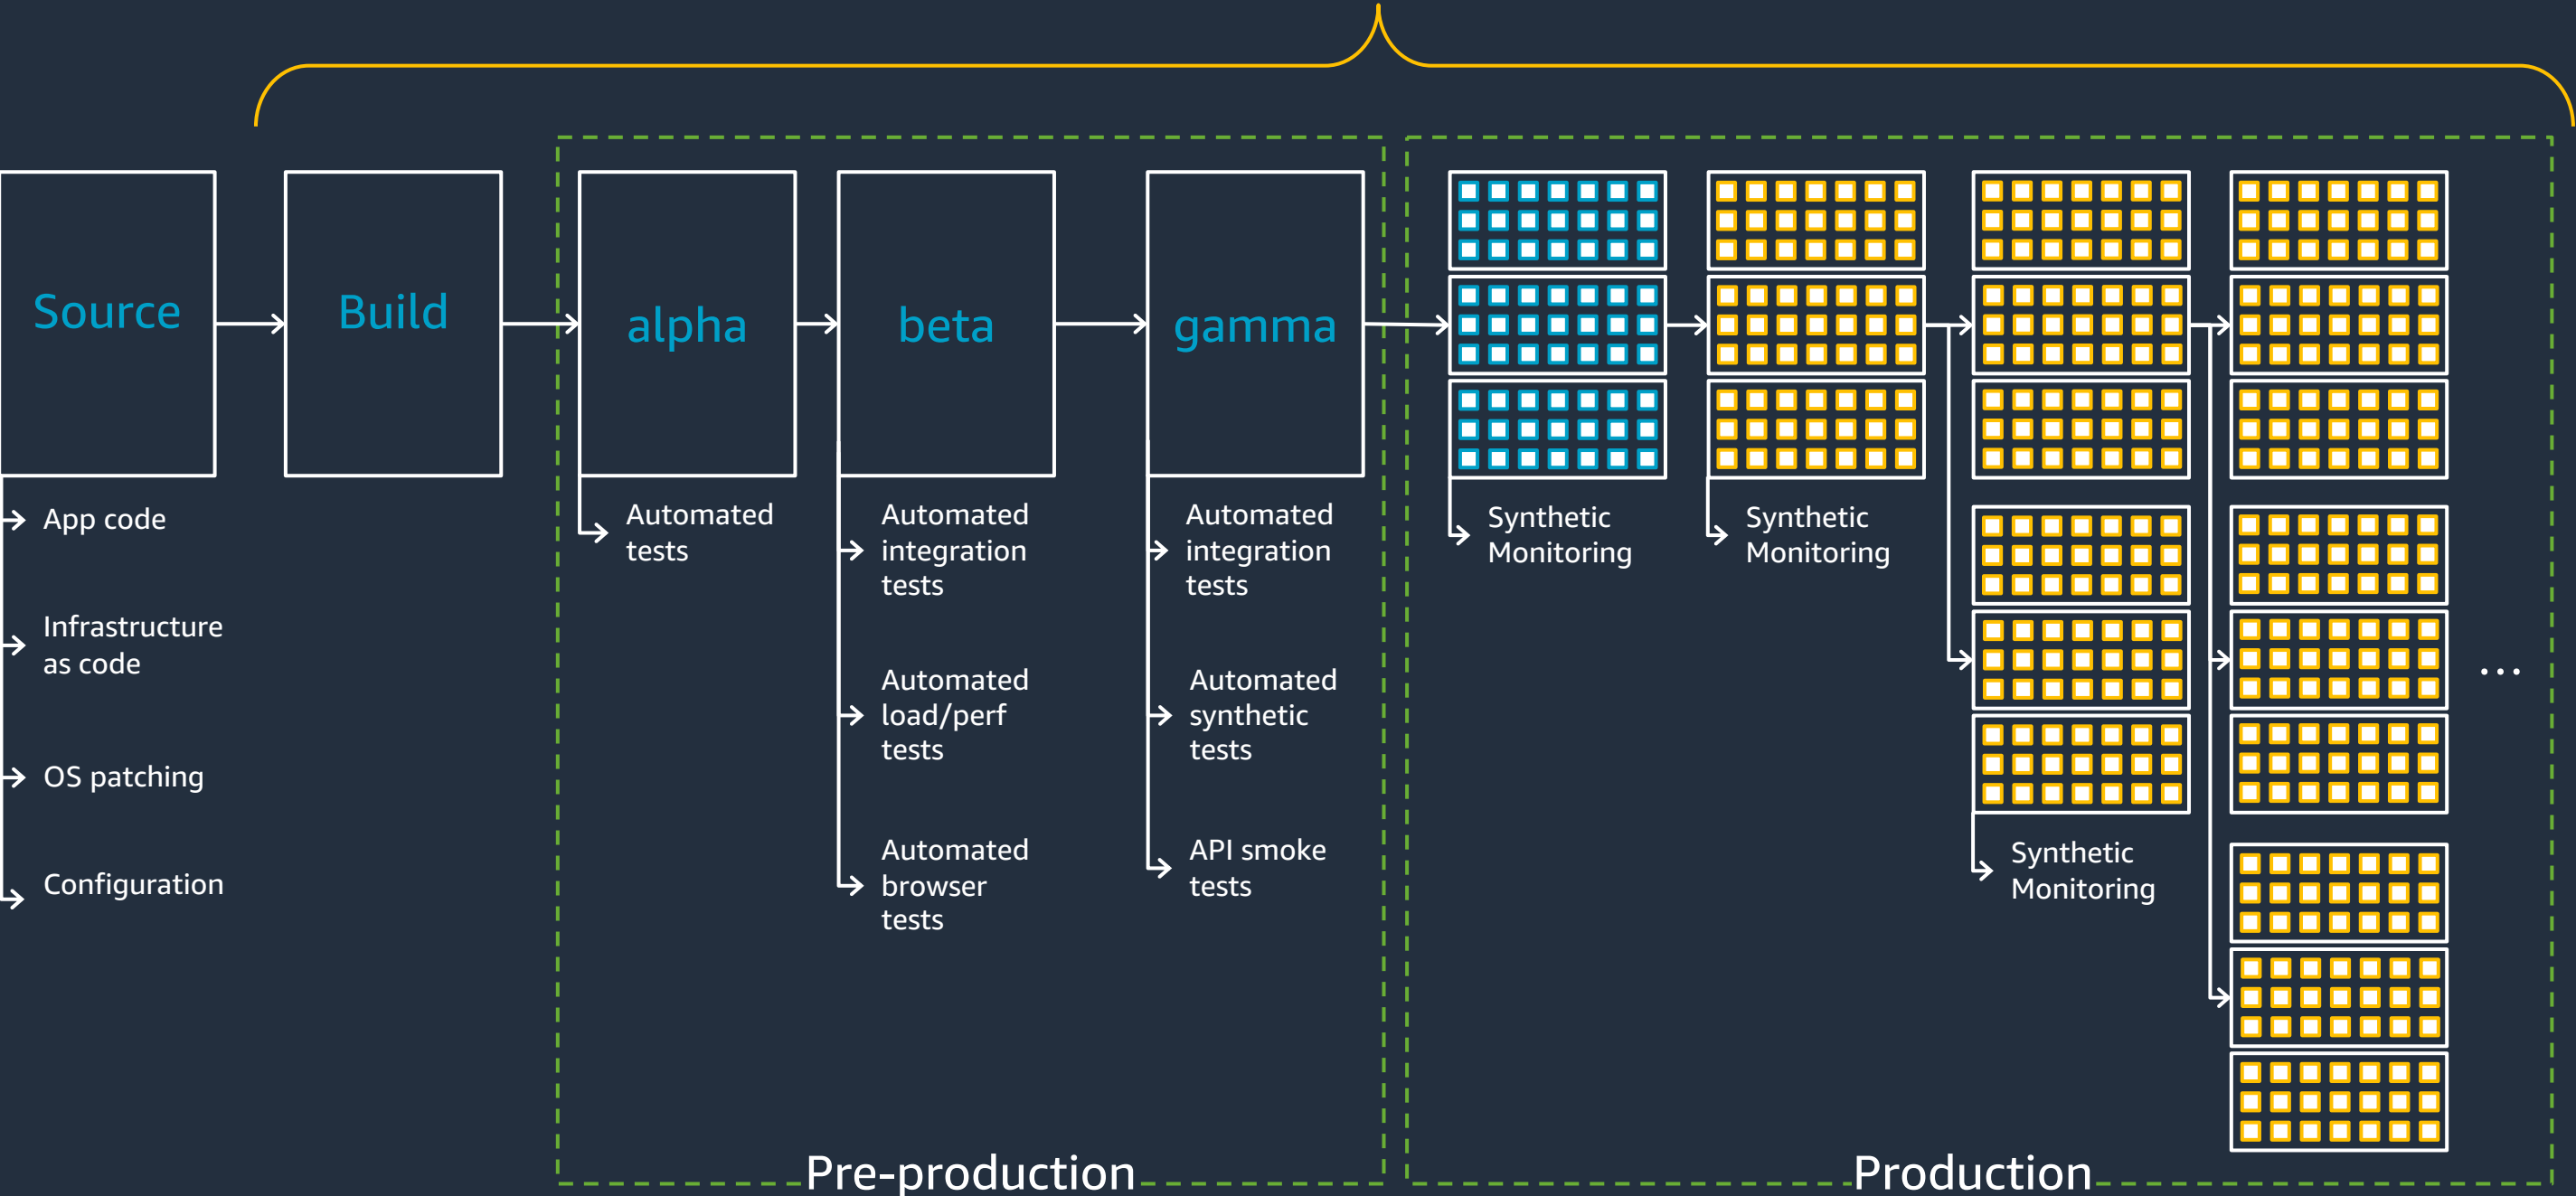 Source
Build
alpha
beta
gamma
App code
Infrastructure
as code
OS patching
Configuration
Automated
tests
Automated
integration
tests
Automated
load/perf
tests
Automated
browser
tests
Automated
integration
tests
Automated
synthetic
tests
API smoke
tests
Synthetic
Monitoring
Synthetic
Monitoring
Synthetic
Monitoring
...
Pre-production
Production